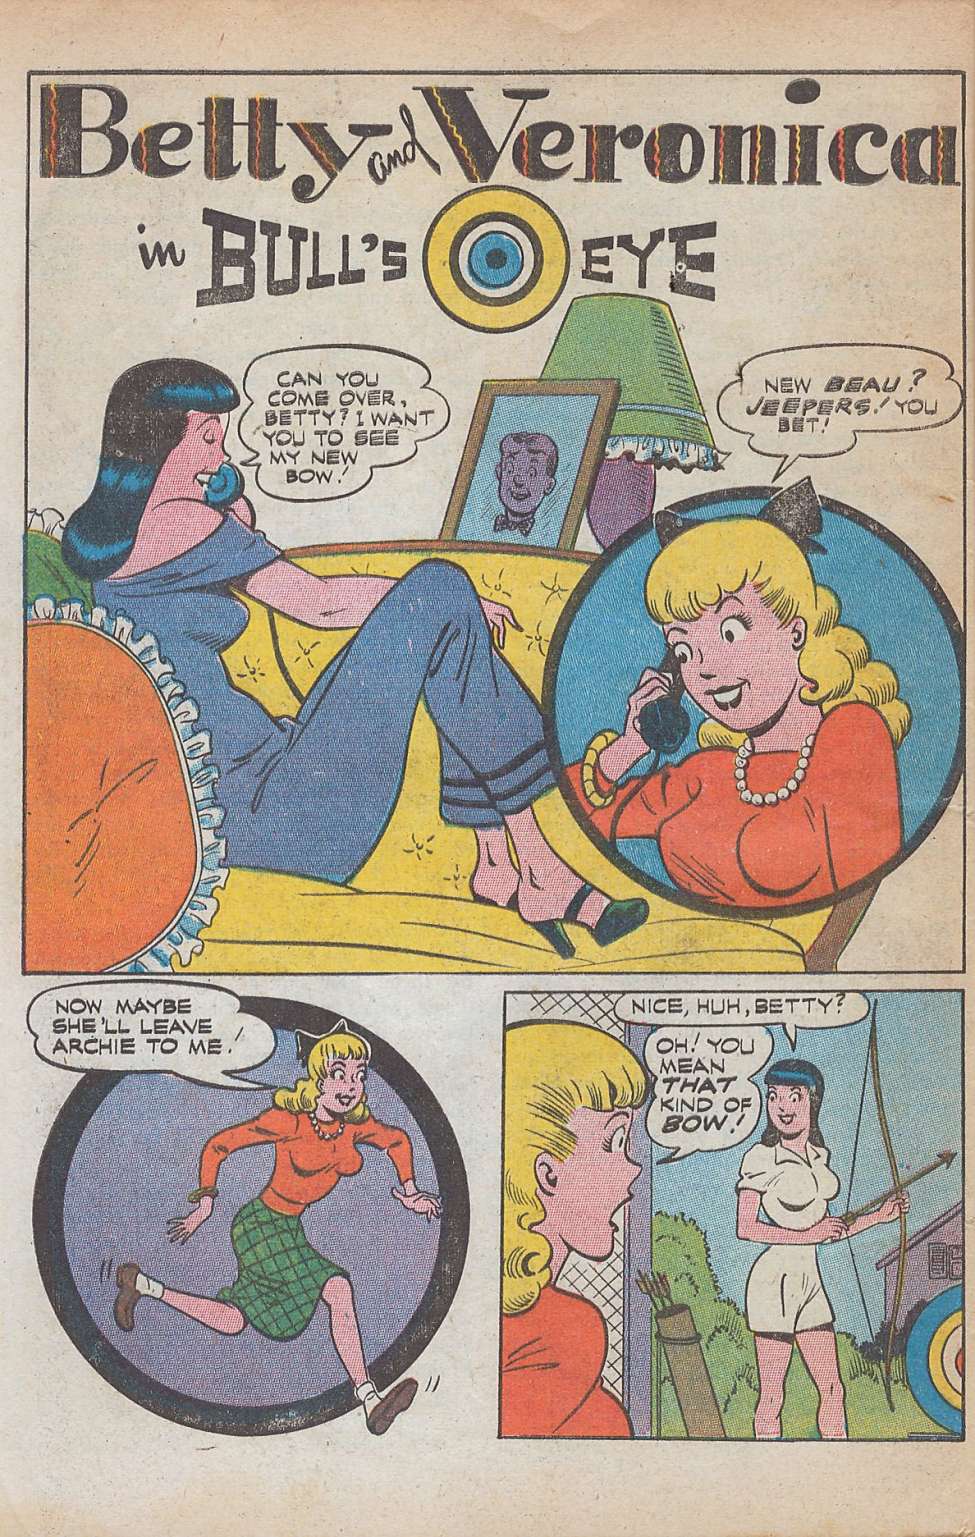 Betty and Veronica
in BULL'S EYE
CAN YOU
COME OVER,
BETTY? I WANT
YOU TO SEE
MY NEW
BOW!
NEW BEAU?
JEEPERS! YOU
BET!
NOW MAYBE
SHE'LL LEAVE
ARCHIE TO ME!
NICE, HUH, BETTY?
OH! YOU
MEAN
THAT
KIND OF
BOW!